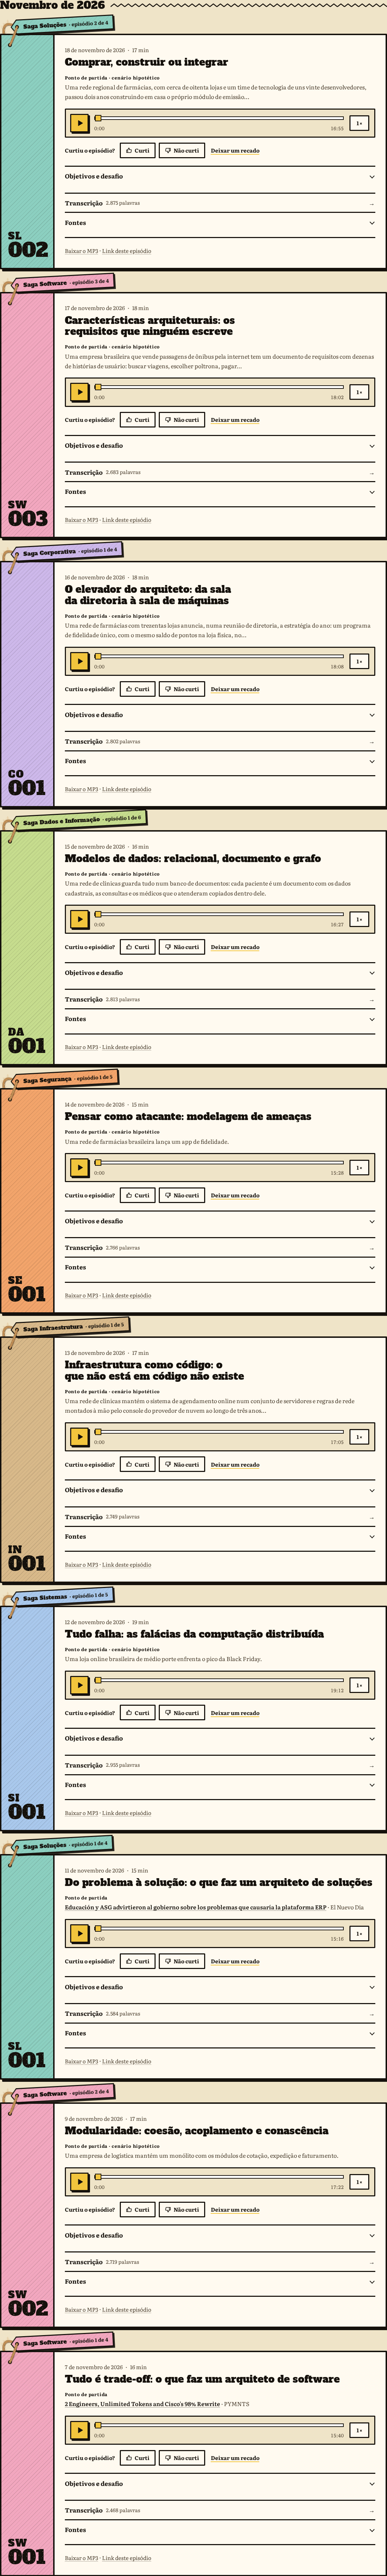 Novembro de 2026
Saga Soluções · episódio 2 de 4
18 de novembro de 2026 · 17 min
Comprar, construir ou integrar
Ponto de partida · cenário hipotético
Uma rede regional de farmácias, com cerca de oitenta lojas e um time de tecnologia de uns vinte desenvolvedores,
passou dois anos construindo em casa o próprio módulo de emissão...
0:00
16:55
1×
Curtiu o episódio?
Curti
Não curti
Deixar um recado
Objetivos e desafio
Transcrição 2.875 palavras →
Fontes
Baixar o MP3 · Link deste episódio
SL
002
Saga Software · episódio 3 de 4
17 de novembro de 2026 · 18 min
Características arquiteturais: os
requisitos que ninguém escreve
Ponto de partida · cenário hipotético
Uma empresa brasileira que vende passagens de ônibus pela internet tem um documento de requisitos com dezenas
de histórias de usuário: buscar viagens, escolher poltrona, pagar...
0:00
18:02
1×
Curtiu o episódio?
Curti
Não curti
Deixar um recado
Objetivos e desafio
Transcrição 2.683 palavras →
Fontes
Baixar o MP3 · Link deste episódio
SW
003
Saga Corporativa · episódio 1 de 4
16 de novembro de 2026 · 18 min
O elevador do arquiteto: da sala
da diretoria à sala de máquinas
Ponto de partida · cenário hipotético
Uma rede de farmácias com trezentas lojas anuncia, numa reunião de diretoria, a estratégia do ano: um programa
de fidelidade único, com o mesmo saldo de pontos na loja física, no...
0:00
18:08
1×
Curtiu o episódio?
Curti
Não curti
Deixar um recado
Objetivos e desafio
Transcrição 2.802 palavras →
Fontes
Baixar o MP3 · Link deste episódio
CO
001
Saga Dados e Informação · episódio 1 de 6
15 de novembro de 2026 · 16 min
Modelos de dados: relacional, documento e grafo
Ponto de partida · cenário hipotético
Uma rede de clínicas guarda tudo num banco de documentos: cada paciente é um documento com os dados
cadastrais, as consultas e os médicos que o atenderam copiados dentro dele.
0:00
16:27
1×
Curtiu o episódio?
Curti
Não curti
Deixar um recado
Objetivos e desafio
Transcrição 2.813 palavras →
Fontes
Baixar o MP3 · Link deste episódio
DA
001
Saga Segurança · episódio 1 de 5
14 de novembro de 2026 · 15 min
Pensar como atacante: modelagem de ameaças
Ponto de partida · cenário hipotético
Uma rede de farmácias brasileira lança um app de fidelidade.
0:00
15:26
1×
Curtiu o episódio?
Curti
Não curti
Deixar um recado
Objetivos e desafio
Transcrição 2.766 palavras →
Fontes
Baixar o MP3 · Link deste episódio
SE
001
Saga Infraestrutura · episódio 1 de 5
13 de novembro de 2026 · 17 min
Infraestrutura como código: o
que não está em código não existe
Ponto de partida · cenário hipotético
Uma rede de clínicas mantém o sistema de agendamento online num conjunto de servidores e regras de rede
montados à mão pelo console do provedor de nuvem ao longo de três anos...
0:00
17:05
1×
Curtiu o episódio?
Curti
Não curti
Deixar um recado
Objetivos e desafio
Transcrição 2.749 palavras →
Fontes
Baixar o MP3 · Link deste episódio
IN
001
Saga Sistemas · episódio 1 de 5
12 de novembro de 2026 · 19 min
Tudo falha: as falácias da computação distribuída
Ponto de partida · cenário hipotético
Uma loja online brasileira de médio porte enfrenta o pico da Black Friday.
0:00
19:13
1×
Curtiu o episódio?
Curti
Não curti
Deixar um recado
Objetivos e desafio
Transcrição 2.955 palavras →
Fontes
Baixar o MP3 · Link deste episódio
SI
001
Saga Soluções · episódio 1 de 4
11 de novembro de 2026 · 15 min
Do problema à solução: o que faz um arquiteto de soluções
Ponto de partida
Educación y ASG advirtieron al gobierno sobre los problemas que causaría la plataforma ERP · El Nuevo Día
0:00
15:16
1×
Curtiu o episódio?
Curti
Não curti
Deixar um recado
Objetivos e desafio
Transcrição 2.584 palavras →
Fontes
Baixar o MP3 · Link deste episódio
SL
001
Saga Software · episódio 2 de 4
9 de novembro de 2026 · 17 min
Modularidade: coesão, acoplamento e conascência
Ponto de partida · cenário hipotético
Uma empresa de logística mantém um monólito com os módulos de cotação, expedição e faturamento.
0:00
17:22
1×
Curtiu o episódio?
Curti
Não curti
Deixar um recado
Objetivos e desafio
Transcrição 2.719 palavras →
Fontes
Baixar o MP3 · Link deste episódio
SW
002
Saga Software · episódio 1 de 4
7 de novembro de 2026 · 16 min
Tudo é trade-off: o que faz um arquiteto de software
Ponto de partida
2 Engineers, Unlimited Tokens and Cisco's 98% Rewrite · PYMNTS
0:00
15:40
1×
Curtiu o episódio?
Curti
Não curti
Deixar um recado
Objetivos e desafio
Transcrição 2.468 palavras →
Fontes
Baixar o MP3 · Link deste episódio
SW
001